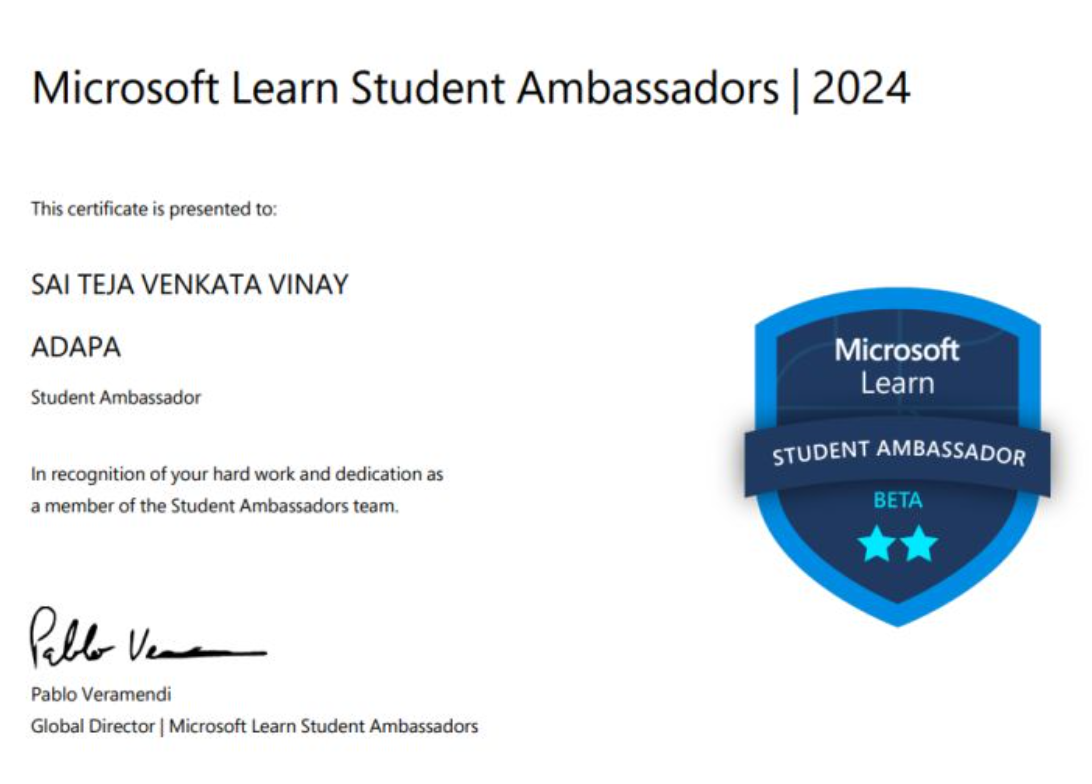 Microsoft Learn Student Ambassadors | 2024
This certificate is presented to:
SAI TEJA VENKATA VINAY
ADAPA
Student Ambassador
In recognition of your hard work and dedication as
a member of the Student Ambassadors team.
Microsoft
Learn
STUDENT AMBASSADOR
BETA
Pablo Ve
Pablo Veramendi
Global Director | Microsoft Learn Student Ambassadors